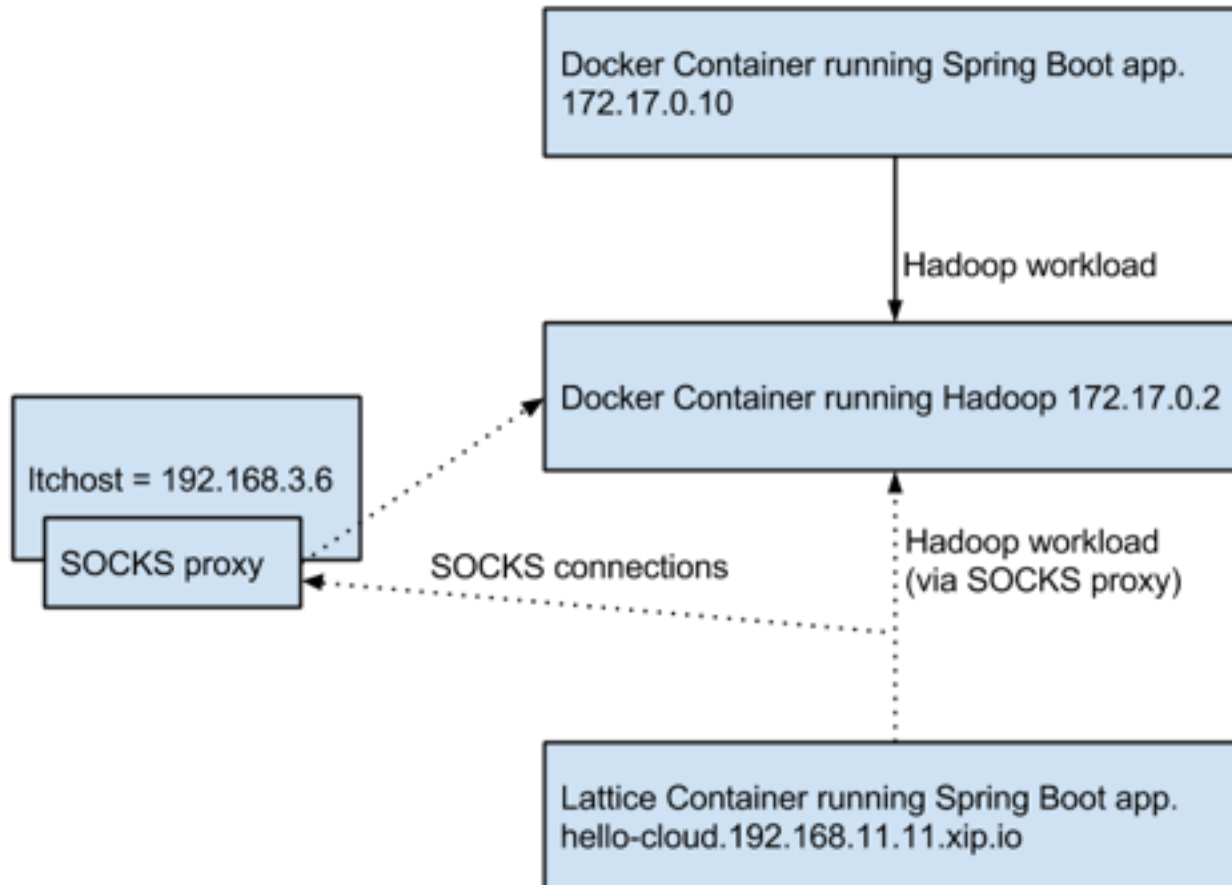 Docker Container running Spring Boot app.
172.17.0.10
Hadoop workload
Docker Container running Hadoop 172.17.0.2
ltchost = 192.168.3.6
SOCKS proxy
SOCKS connections
Hadoop workload
(via SOCKS proxy)
Lattice Container running Spring Boot app.
hello-cloud.192.168.11.11.xip.io